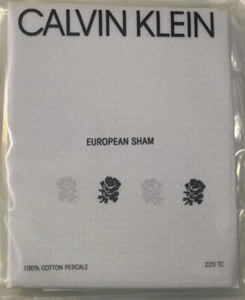 CALVIN KLEIN
EUROPEAN SHAM
100% COTTON PERCALE 220 TC